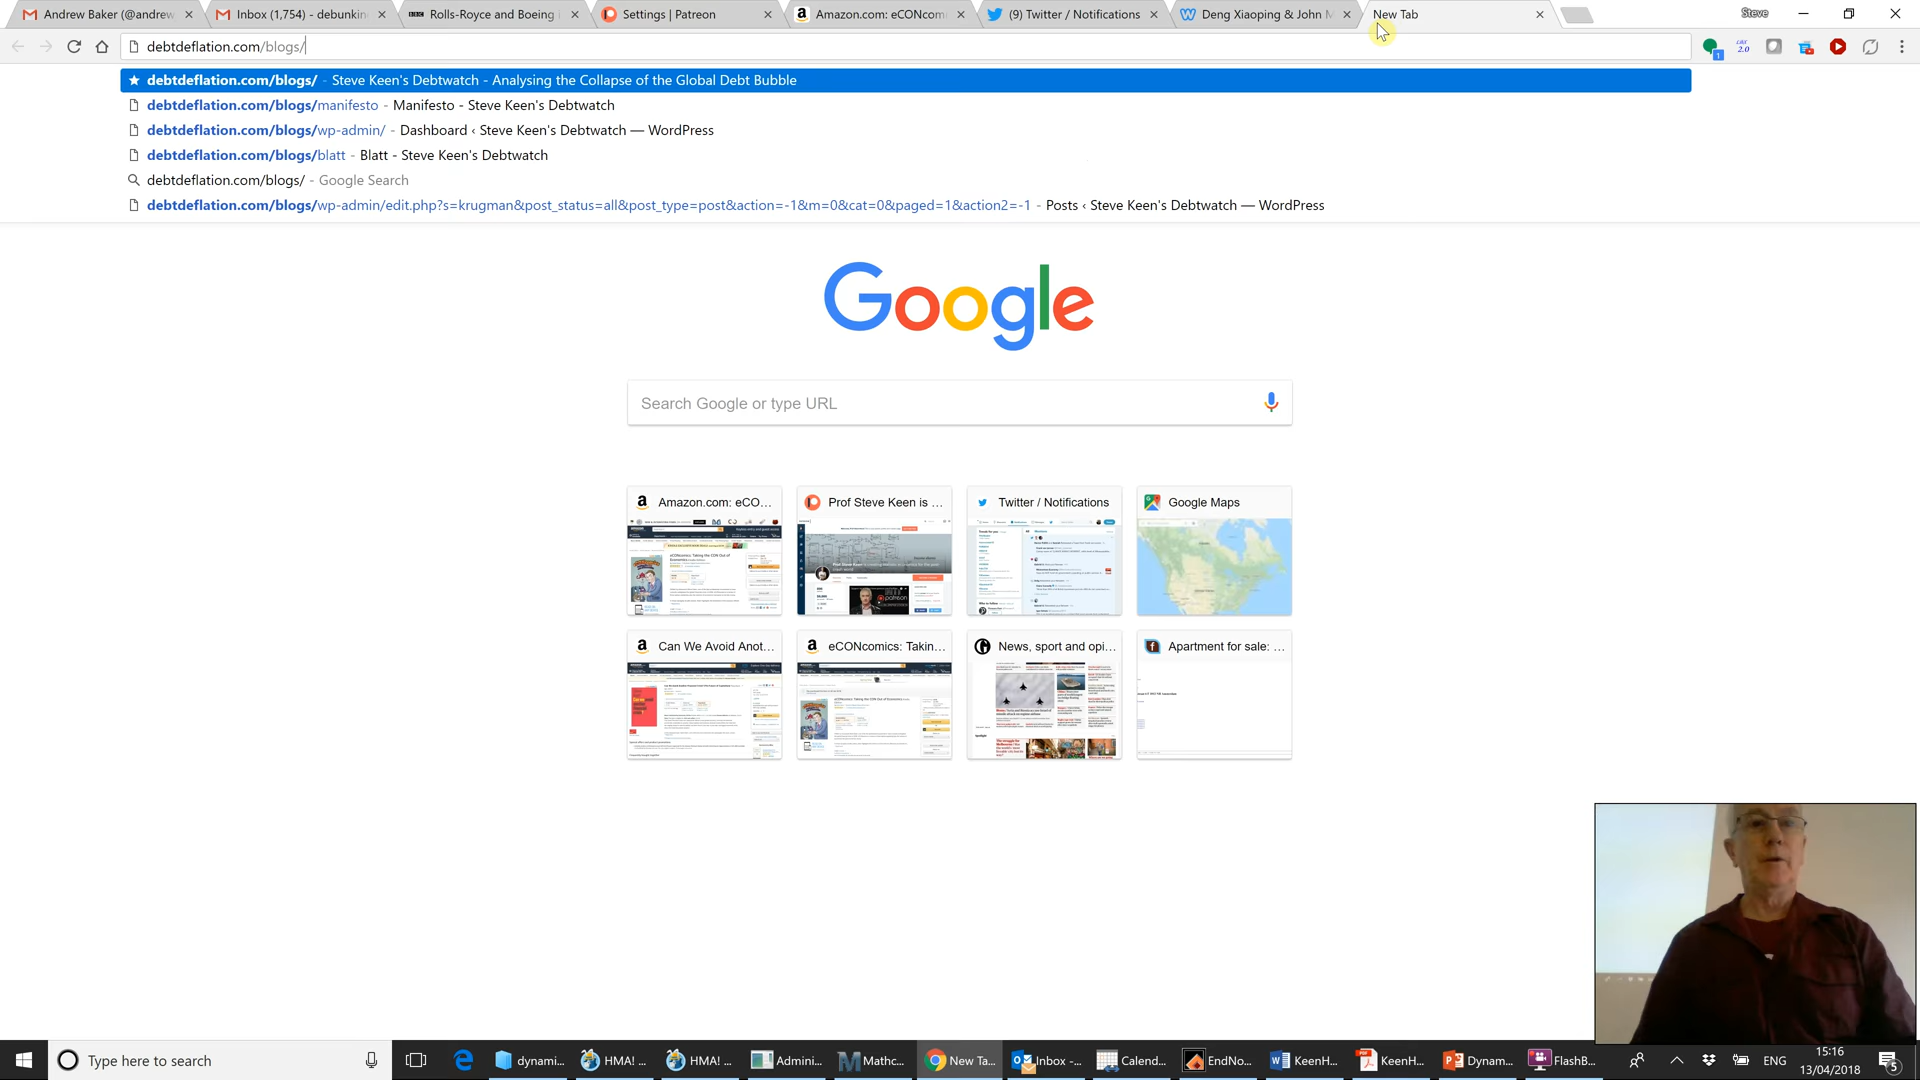 Andrew Baker (@andrew
Inbox (1,754) - debunkin
BBC
Rolls-Royce and Boeing
Settings | Patreon
Amazon.com: eCONcom
(9) Twitter / Notifications
Deng Xiaoping & John M
New Tab
Steve
debtdeflation.com/blogs/
1
2.0
debtdeflation.com/blogs/ - Steve Keen's Debtwatch - Analysing the Collapse of the Global Debt Bubble
debtdeflation.com/blogs/manifesto - Manifesto - Steve Keen's Debtwatch
debtdeflation.com/blogs/wp-admin/ - Dashboard ‹ Steve Keen's Debtwatch — WordPress
debtdeflation.com/blogs/blatt - Blatt - Steve Keen's Debtwatch
debtdeflation.com/blogs/ - Google Search
debtdeflation.com/blogs/wp-admin/edit.php?s=krugman&post_status=all&post_type=post&action=-1&m=0&cat=0&paged=1&action2=-1 - Posts ‹ Steve Keen's Debtwatch — WordPress
Google
Search Google or type URL
Amazon.com: eCO...
Prof Steve Keen is ...
Twitter / Notifications
Google Maps
Can We Avoid Anot...
eCONcomics: Takin...
News, sport and opi...
Apartment for sale: ...
Type here to search
dynami...
HMA! ...
HMA! ...
Admini...
Mathc...
New Ta...
Inbox -...
Calend...
EndNo...
KeenH...
KeenH...
Dynam...
FlashB...
ENG
15:16
13/04/2018
5